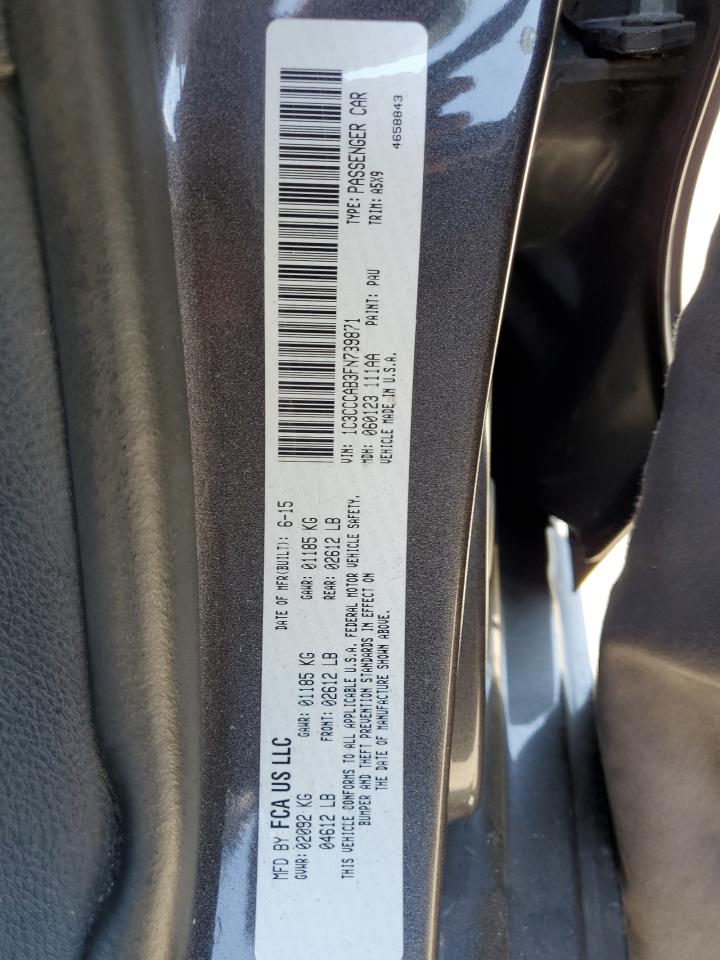 MFD BY FCA US LLC
DATE OF MFR(BUILT): 6-15
GVWR: 02092 KG
GAWR: 01185 KG
GAWR: 01185 KG
04612 LB
FRONT: 02612 LB
REAR: 02612 LB
THIS VEHICLE CONFORMS TO ALL APPLICABLE U.S.A. FEDERAL MOTOR VEHICLE SAFETY,
BUMPER AND THEFT PREVENTION STANDARDS IN EFFECT ON
THE DATE OF MANUFACTURE SHOWN ABOVE.
VIN: 1C3CCCAB3FN739871
TYPE: PASSENGER CAR
MDH: 060123 111AA
PAINT: PAU
TRIM: A5X9
VEHICLE MADE IN U.S.A.
4658843